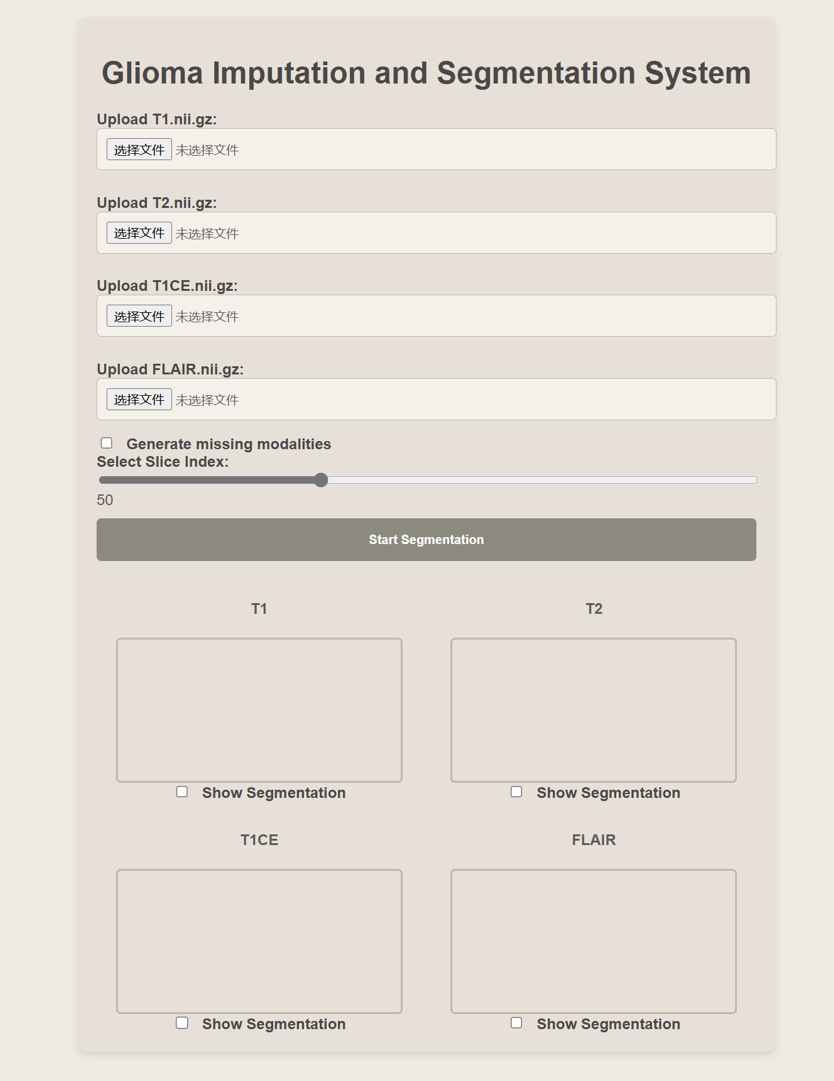 Glioma Imputation and Segmentation System
Upload T1.nii.gz:
选择文件 未选择文件
Upload T2.nii.gz:
选择文件 未选择文件
Upload T1CE.nii.gz:
选择文件 未选择文件
Upload FLAIR.nii.gz:
选择文件 未选择文件
Generate missing modalities
Select Slice Index:
50
Start Segmentation
T1
T2
Show Segmentation
Show Segmentation
T1CE
FLAIR
Show Segmentation
Show Segmentation